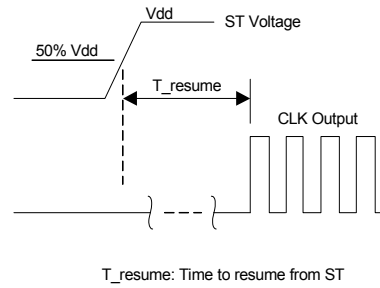 Vdd
ST Voltage
50% Vdd
T_resume
CLK Output
T_resume: Time to resume from ST